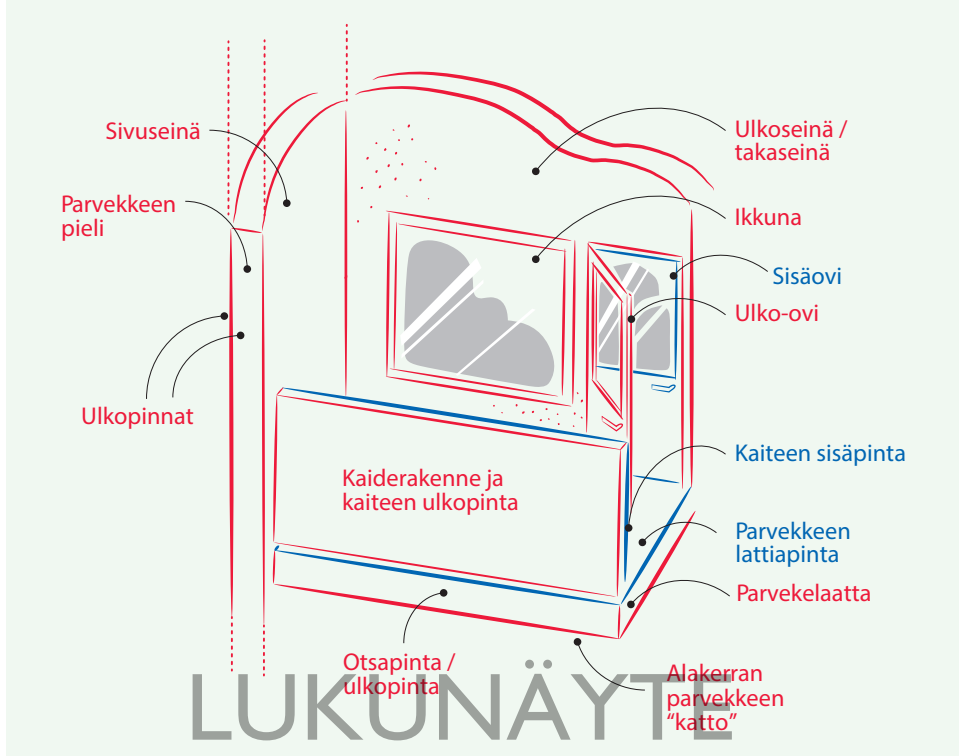 Sivuseinä
Ulkoseinä /
takaseinä
Parvekkeen
pieli
Ikkuna
Sisäovi
Ulko-ovi
Ulkopinnat
Kaiteen sisäpinta
Kaiderakenne ja
kaiteen ulkopinta
Parvekkeen
lattiapinta
Parvekelaatta
Otsapinta /
ulkopinta
Alakerran
parvekkeen
“katto”
LUKUNÄYTE